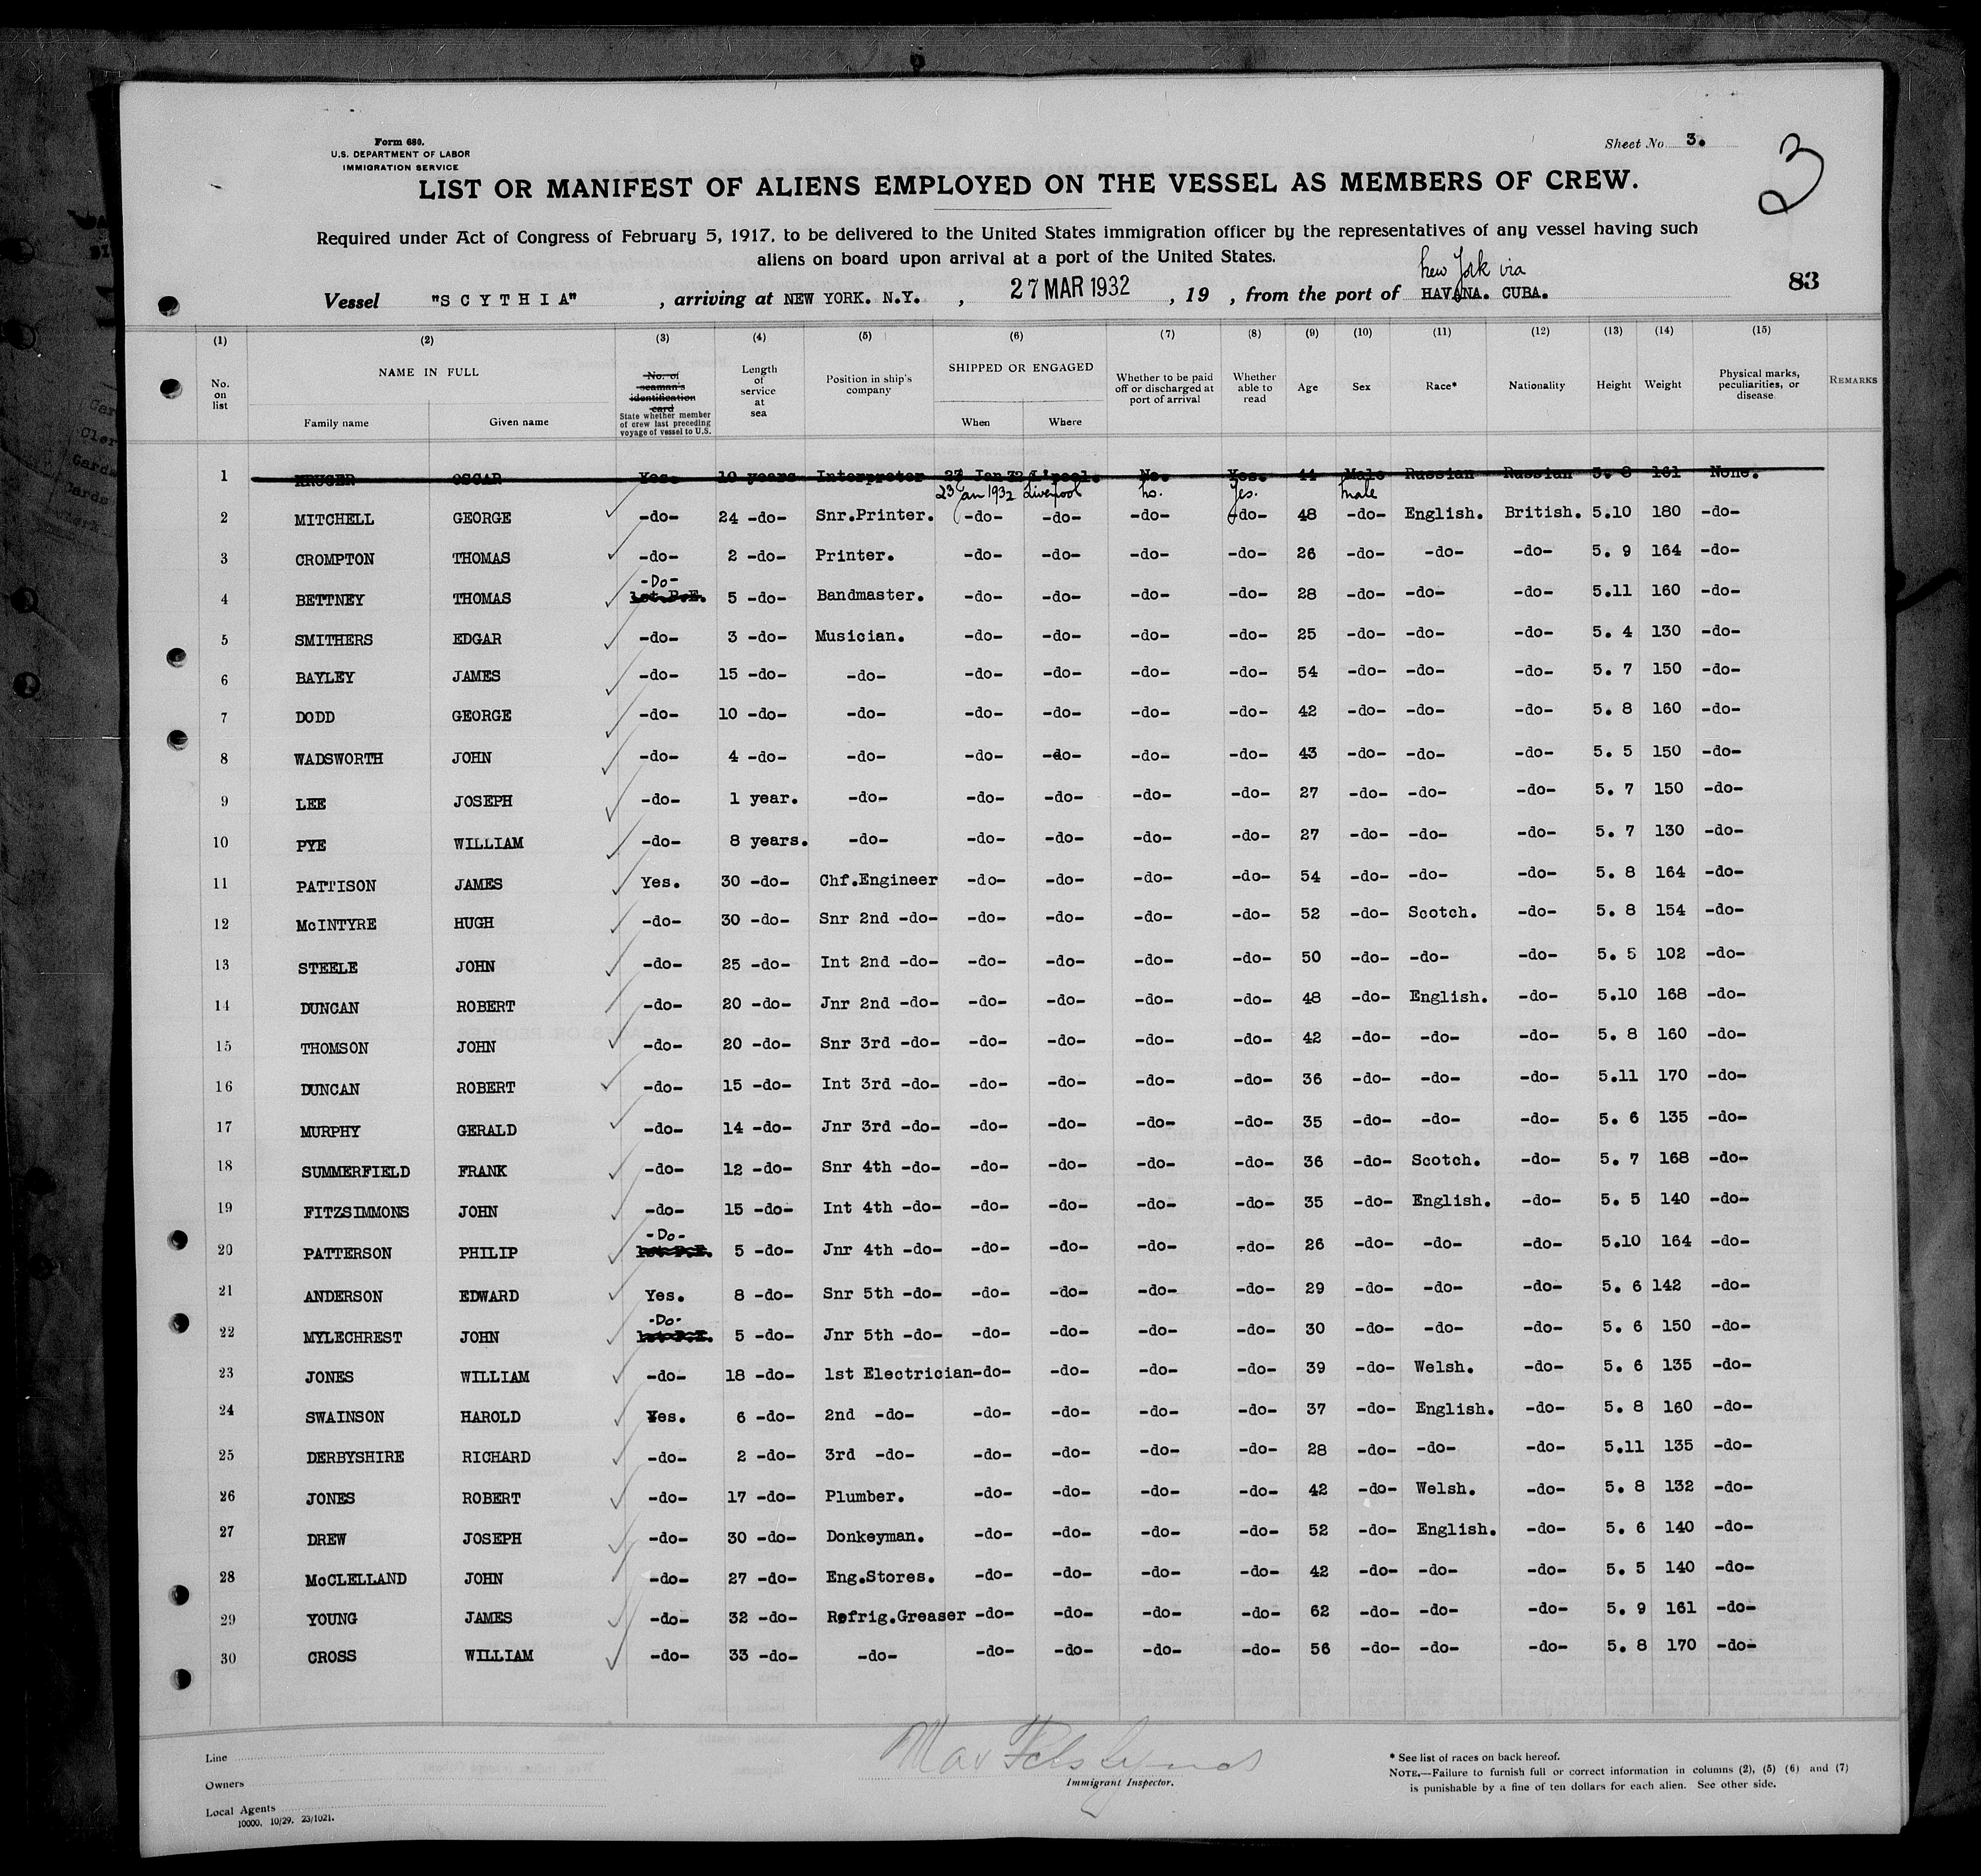 Form 680.
U.S. DEPARTMENT OF LABOR
IMMIGRATION SERVICE
Sheet No 3.
3
LIST OR MANIFEST OF ALIENS EMPLOYED ON THE VESSEL AS MEMBERS OF CREW.
Required under Act of Congress of February 5, 1917, to be delivered to the United States immigration officer by the representatives of any vessel having such
aliens on board upon arrival at a port of the United States.
New York via
Vessel "S C Y T H I A" , arriving at NEW YORK. N.Y. , 27 MAR 1932 , 19 , from the port of HAVANA. CUBA.
83
(1) (2) (3) (4) (5) (6) (7) (8) (9) (10) (11) (12) (13) (14) (15)
No. on list NAME IN FULL Family name Given name No. of seaman's identification card State whether member of crew last preceding voyage of vessel to U.S. Length of service at sea Position in ship's company SHIPPED OR ENGAGED When Where Whether to be paid off or discharged at port of arrival Whether able to read Age Sex Race* Nationality Height Weight Physical marks, peculiarities, or disease REMARKS
1 KRUGER OSCAR Yes. 10 years Interpreter 23 Jan 32 L'pool. No. Yes. 44 Male Russian Russian 5. 8 161 None.
23 Jan 1932 Liverpool No. Yes. Male
2 MITCHELL GEORGE -do- 24 -do- Snr.Printer. -do- -do- -do- -do- 48 -do- English. British. 5.10 180 -do-
3 CROMPTON THOMAS -do- 2 -do- Printer. -do- -do- -do- -do- 26 -do- -do- -do- 5. 9 164 -do-
-Do-
4 BETTNEY THOMAS 1st P.E. 5 -do- Bandmaster. -do- -do- -do- -do- 28 -do- -do- -do- 5.11 160 -do-
5 SMITHERS EDGAR -do- 3 -do- Musician. -do- -do- -do- -do- 25 -do- -do- -do- 5. 4 130 -do-
6 BAYLEY JAMES -do- 15 -do- -do- -do- -do- -do- -do- 54 -do- -do- -do- 5. 7 150 -do-
7 DODD GEORGE -do- 10 -do- -do- -do- -do- -do- -do- 42 -do- -do- -do- 5. 8 160 -do-
8 WADSWORTH JOHN -do- 4 -do- -do- -do- -do- -do- -do- 43 -do- -do- -do- 5. 5 150 -do-
9 LEE JOSEPH -do- 1 year. -do- -do- -do- -do- -do- 27 -do- -do- -do- 5. 7 150 -do-
10 PYE WILLIAM -do- 8 years. -do- -do- -do- -do- -do- 27 -do- -do- -do- 5. 7 130 -do-
11 PATTISON JAMES Yes. 30 -do- Chf.Engineer -do- -do- -do- -do- 54 -do- -do- -do- 5. 8 164 -do-
12 McINTYRE HUGH -do- 30 -do- Snr 2nd -do- -do- -do- -do- -do- 52 -do- Scotch. -do- 5. 8 154 -do-
13 STEELE JOHN -do- 25 -do- Int 2nd -do- -do- -do- -do- -do- 50 -do- -do- -do- 5. 5 102 -do-
14 DUNCAN ROBERT -do- 20 -do- Jnr 2nd -do- -do- -do- -do- -do- 48 -do- English. -do- 5.10 168 -do-
15 THOMSON JOHN -do- 20 -do- Snr 3rd -do- -do- -do- -do- -do- 42 -do- -do- -do- 5. 8 160 -do-
16 DUNCAN ROBERT -do- 15 -do- Int 3rd -do- -do- -do- -do- -do- 36 -do- -do- -do- 5.11 170 -do-
17 MURPHY GERALD -do- 14 -do- Jnr 3rd -do- -do- -do- -do- -do- 35 -do- -do- -do- 5. 6 135 -do-
18 SUMMERFIELD FRANK -do- 12 -do- Snr 4th -do- -do- -do- -do- -do- 36 -do- Scotch. -do- 5. 7 168 -do-
19 FITZSIMMONS JOHN -do- 15 -do- Int 4th -do- -do- -do- -do- -do- 35 -do- English. -do- 5. 5 140 -do-
-Do-
20 PATTERSON PHILIP 1st P.E. 5 -do- Jnr 4th -do- -do- -do- -do- -do- 26 -do- -do- -do- 5.10 164 -do-
21 ANDERSON EDWARD Yes. 8 -do- Snr 5th -do- -do- -do- -do- -do- 29 -do- -do- -do- 5. 6 142 -do-
-Do-
22 MYLECHREST JOHN 1st P.E. 5 -do- Jnr 5th -do- -do- -do- -do- -do- 30 -do- -do- -do- 5. 6 150 -do-
23 JONES WILLIAM -do- 18 -do- 1st Electrician -do- -do- -do- -do- 39 -do- Welsh. -do- 5. 6 135 -do-
24 SWAINSON HAROLD Yes. 6 -do- 2nd -do- -do- -do- -do- -do- 37 -do- English. -do- 5. 8 160 -do-
25 DERBYSHIRE RICHARD -do- 2 -do- 3rd -do- -do- -do- -do- -do- 28 -do- -do- -do- 5.11 135 -do-
26 JONES ROBERT -do- 17 -do- Plumber. -do- -do- -do- -do- 42 -do- Welsh. -do- 5. 8 132 -do-
27 DREW JOSEPH -do- 30 -do- Donkeyman. -do- -do- -do- -do- 52 -do- English. -do- 5. 6 140 -do-
28 McCLELLAND JOHN -do- 27 -do- Eng.Stores. -do- -do- -do- -do- 42 -do- -do- -do- 5. 5 140 -do-
29 YOUNG JAMES -do- 32 -do- Refrig.Greaser -do- -do- -do- -do- 62 -do- -do- -do- 5. 9 161 -do-
30 CROSS WILLIAM -do- 33 -do- -do- -do- -do- -do- -do- 56 -do- -do- -do- 5. 8 170 -do-
Line
Owners
Local Agents
10000. 10/29. 23/1021.
Immigrant Inspector.
* See list of races on back hereof.
NOTE.—Failure to furnish full or correct information in columns (2), (5) (6) and (7)
is punishable by a fine of ten dollars for each alien. See other side.